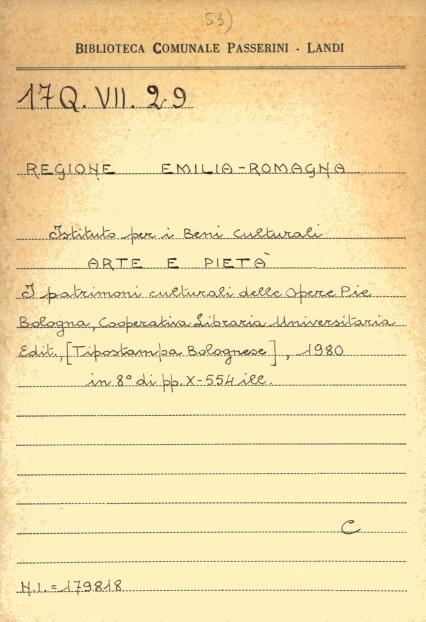 53)
BIBLIOTECA COMUNALE PASSERINI - LANDI
17 Q. VII. 29
REGIONE EMILIA-ROMAGNA
Istituto per i Beni Culturali
ARTE E PIETÀ
I patrimoni culturali delle Opere Pie
Bologna, Cooperativa Libraria Universitaria
Edit., [Tipostampa Bolognese], 1980
in 8° di pp. X-554 ill.
C
N.I. = 179818